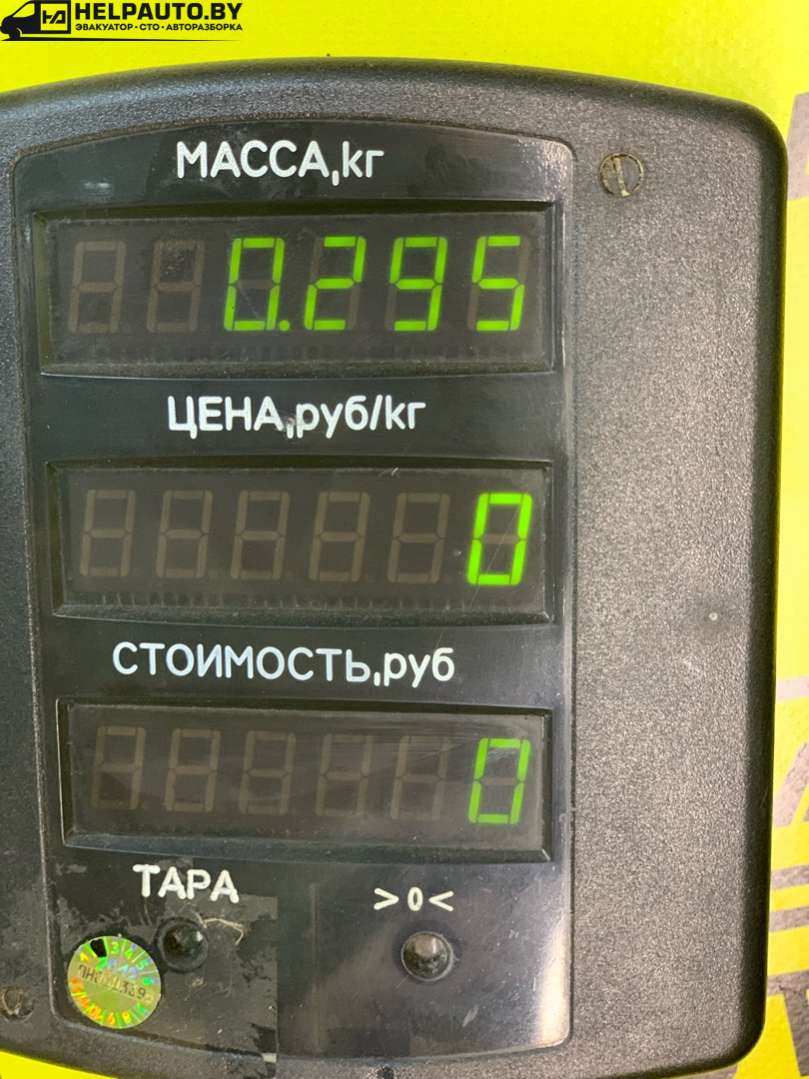 HELPAUTO.BY
ЭВАКУАТОР · СТО · АВТОРАЗБОРКА
МАССА,кг
0.295
ЦЕНА,руб/кг
0
СТОИМОСТЬ,руб
0
ТАРА
>0<